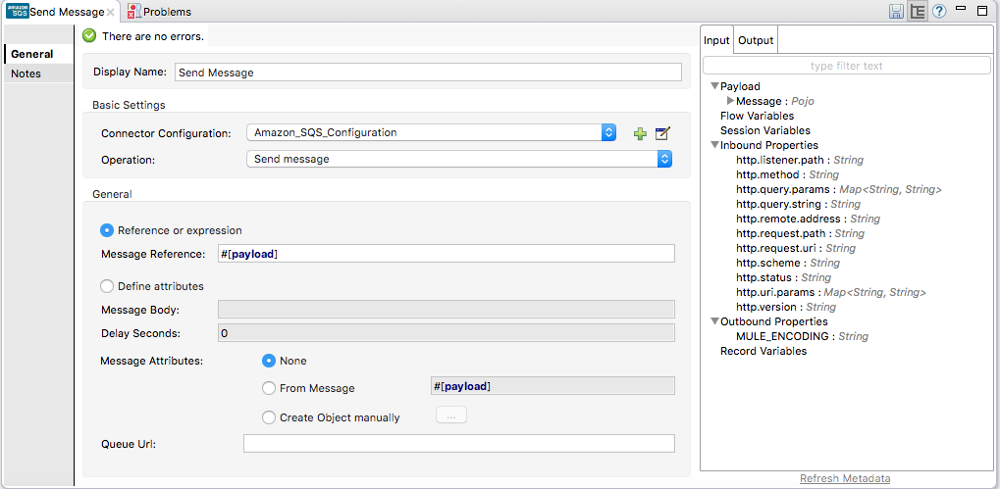 amazon SQS Send Message Problems
There are no errors.
General
Notes
Display Name: Send Message
Basic Settings
Connector Configuration: Amazon_SQS_Configuration
Operation: Send message
General
Reference or expression
Message Reference: #[payload]
Define attributes
Message Body:
Delay Seconds: 0
Message Attributes: None
From Message #[payload]
Create Object manually ...
Queue Url:
Input Output
type filter text
Payload
Message : Pojo
Flow Variables
Session Variables
Inbound Properties
http.listener.path : String
http.method : String
http.query.params : Map<String, String>
http.query.string : String
http.remote.address : String
http.request.path : String
http.request.uri : String
http.scheme : String
http.status : String
http.uri.params : Map<String, String>
http.version : String
Outbound Properties
MULE_ENCODING : String
Record Variables
Refresh Metadata